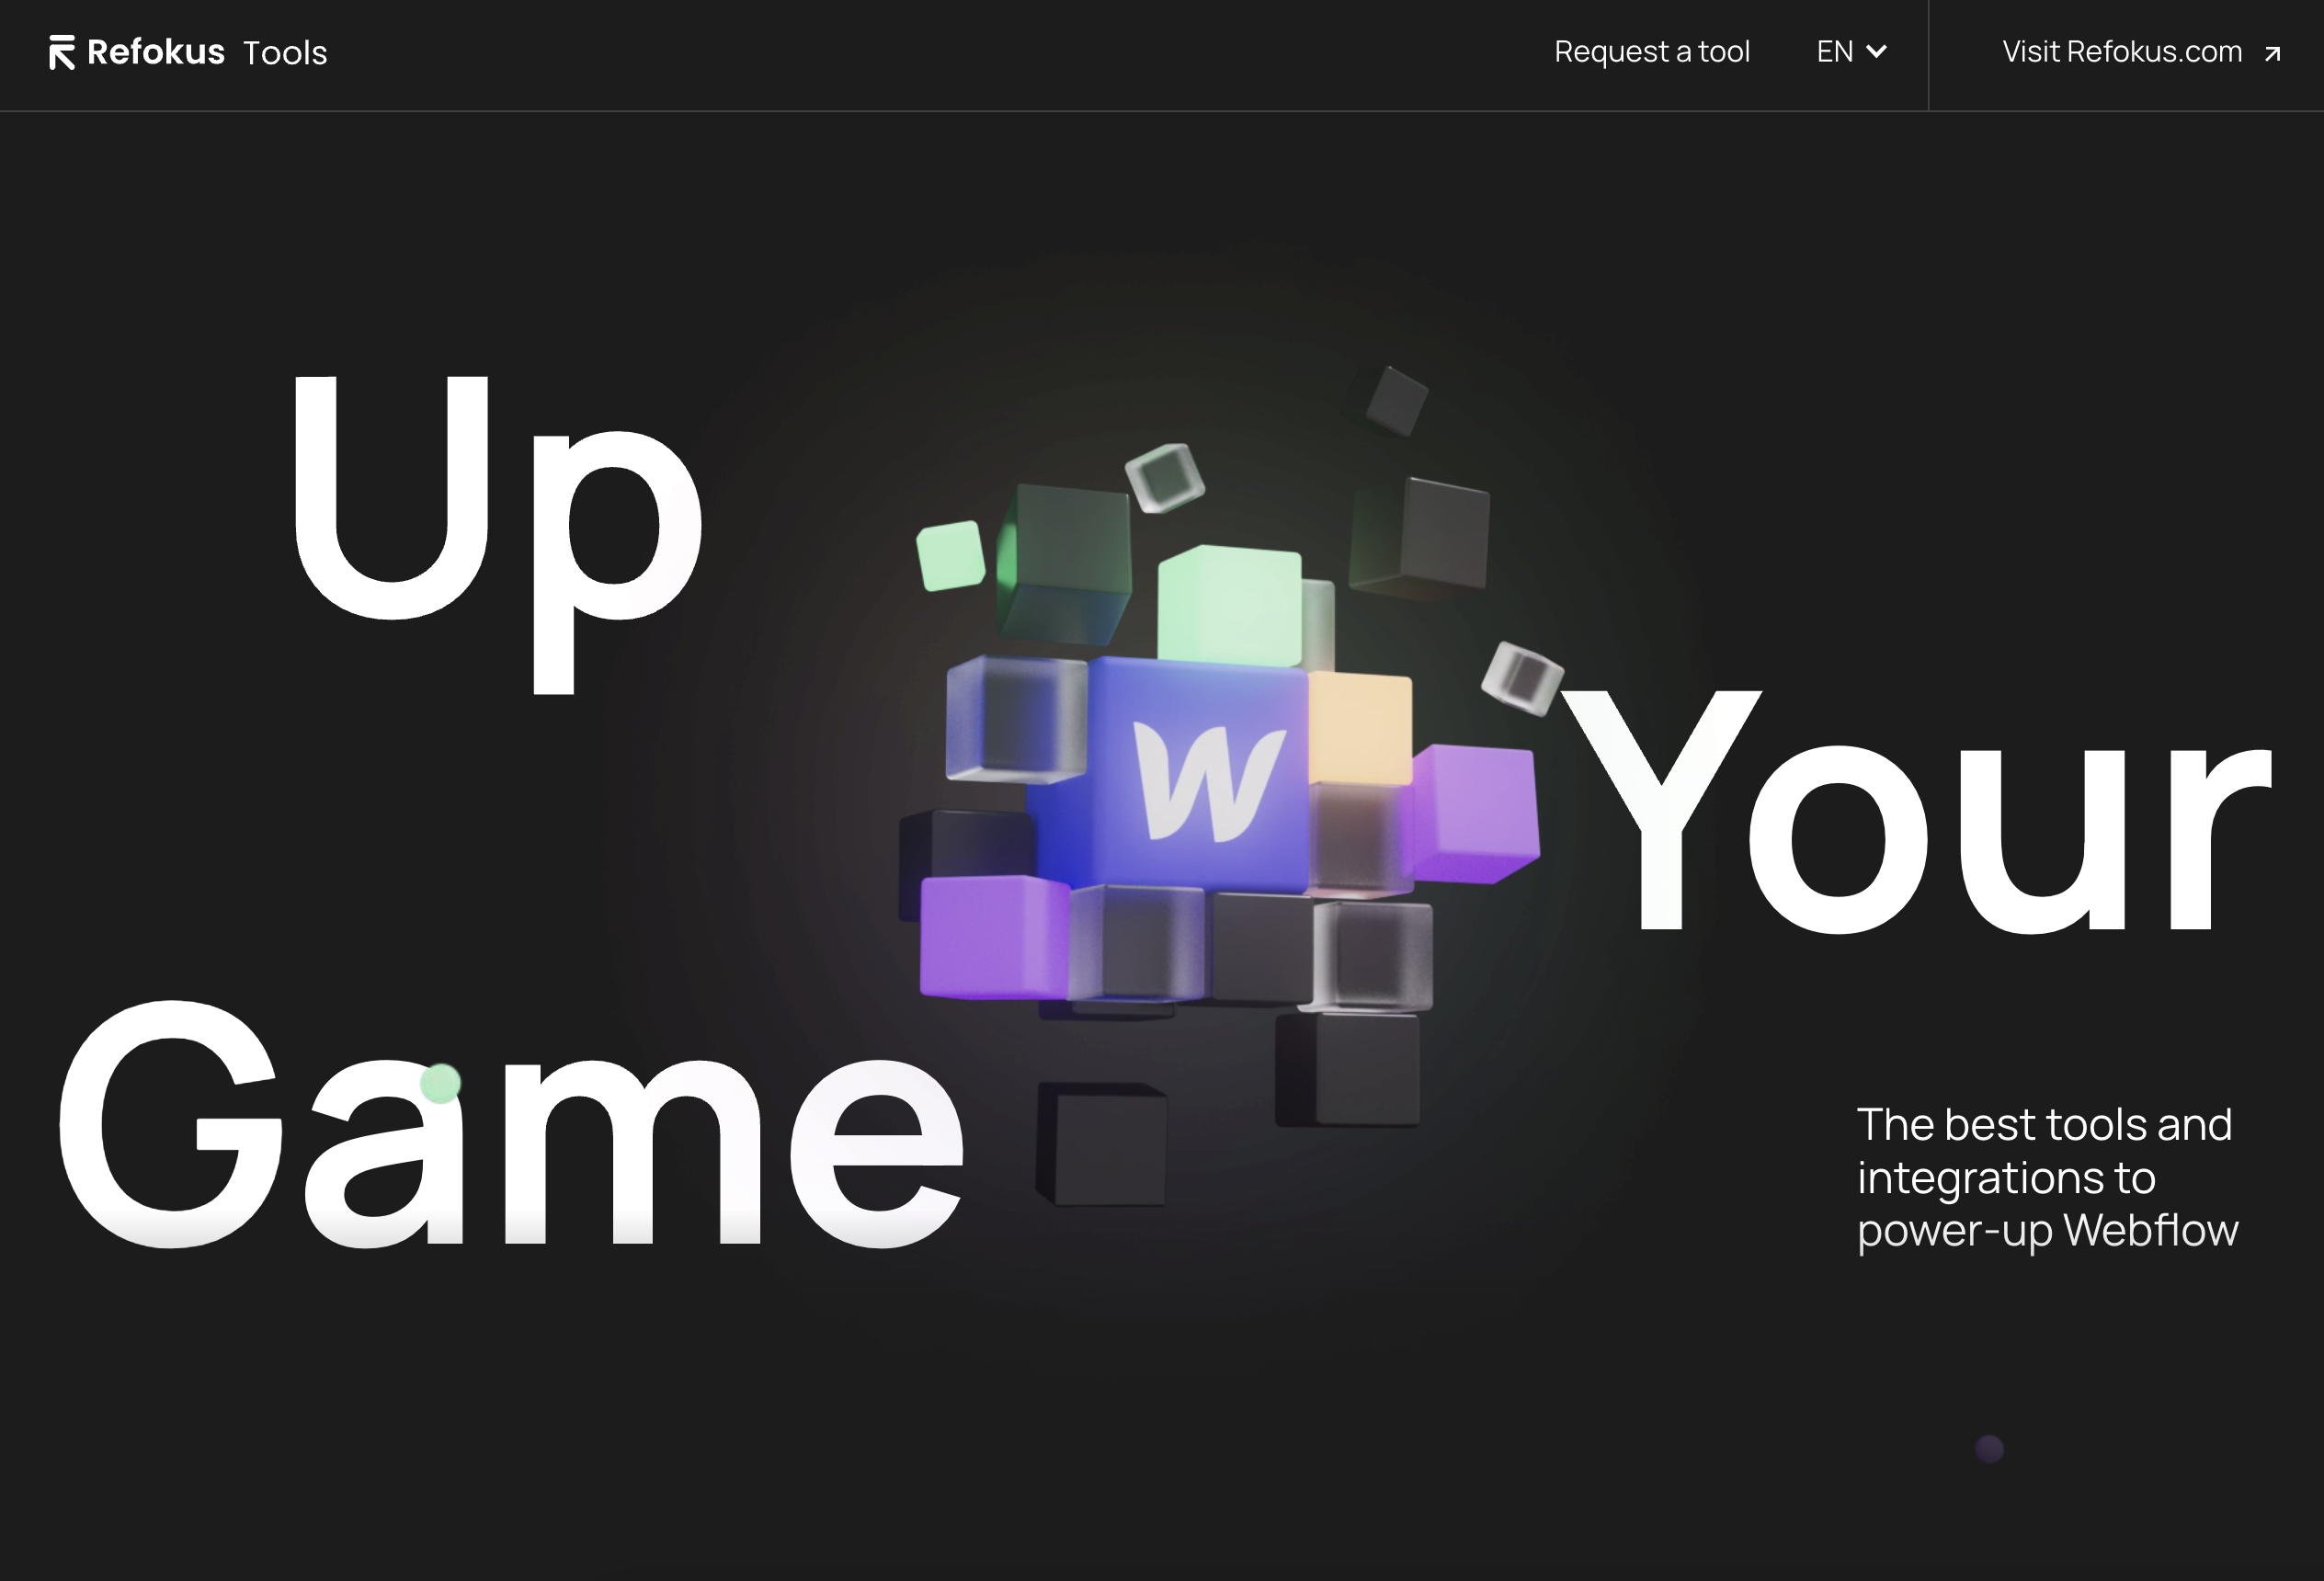 Refokus Tools
Request a tool
EN
Visit Refokus.com
Up
Your
Game
W
The best tools and
integrations to
power-up Webflow